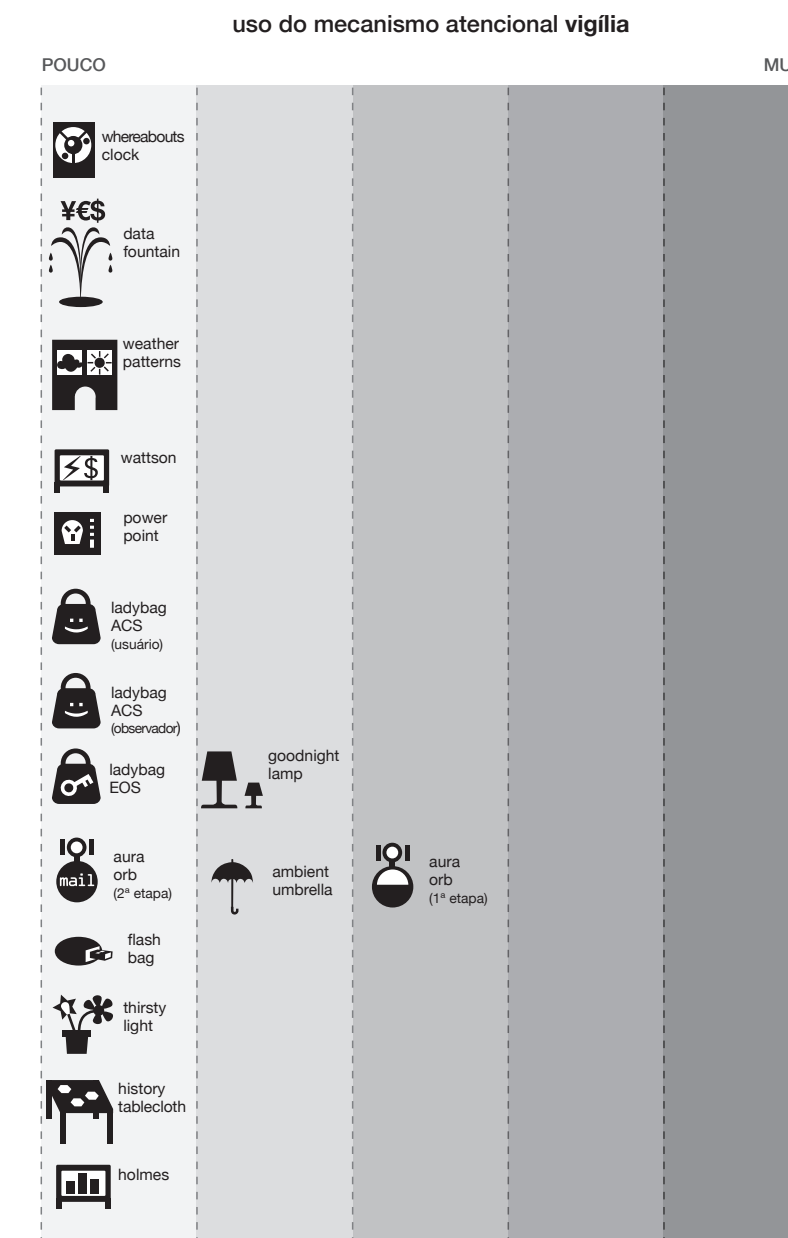 uso do mecanismo atencional vigília
POUCO
MU
whereabouts
clock
¥€$
data
fountain
weather
patterns
$
wattson
power
point
ladybag
ACS
(usuário)
ladybag
ACS
(observador)
ladybag
EOS
goodnight
lamp
mail
aura
orb
(2ª etapa)
ambient
umbrella
aura
orb
(1ª etapa)
flash
bag
thirsty
light
history
tablecloth
holmes